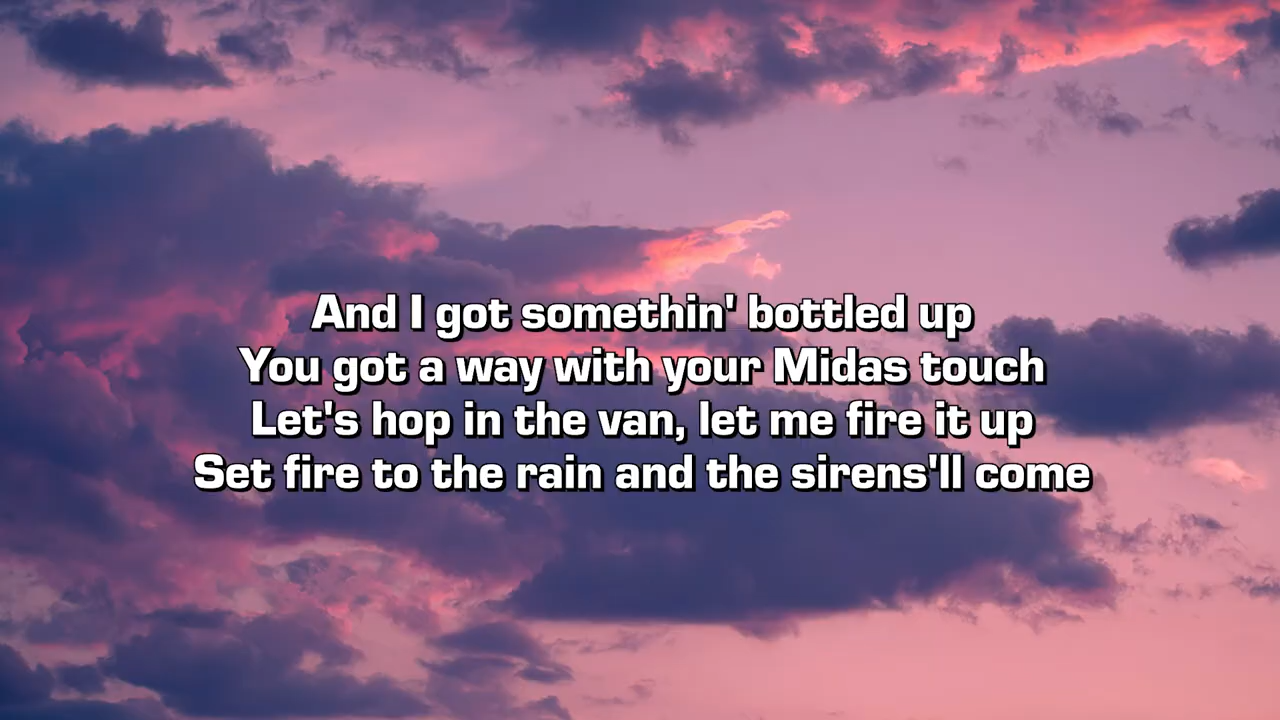 And I got somethin' bottled up
You got a way with your Midas touch
Let's hop in the van, let me fire it up
Set fire to the rain and the sirens'll come